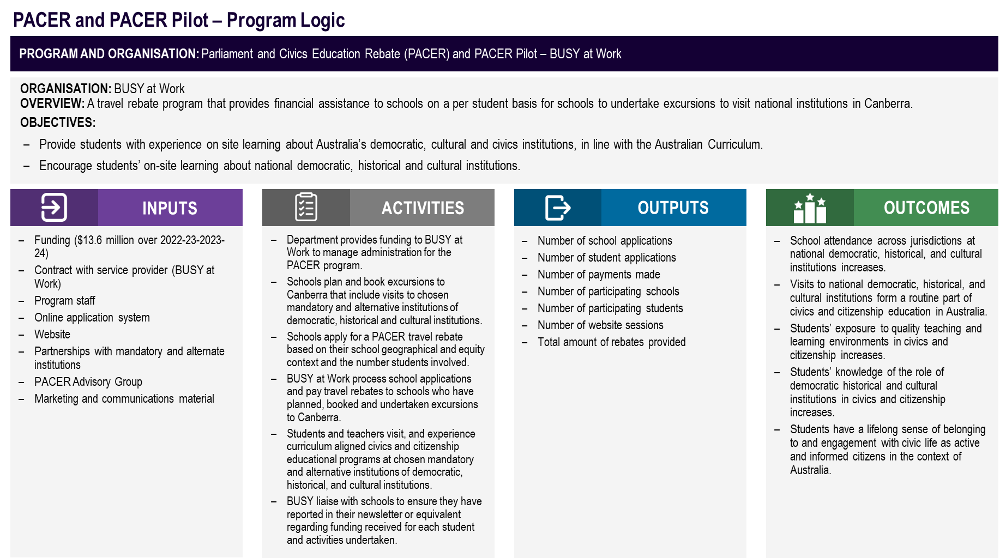 PACER and PACER Pilot – Program Logic
PROGRAM AND ORGANISATION: Parliament and Civics Education Rebate (PACER) and PACER Pilot – BUSY at Work
ORGANISATION: BUSY at Work
OVERVIEW: A travel rebate program that provides financial assistance to schools on a per student basis for schools to undertake excursions to visit national institutions in Canberra.
OBJECTIVES:
– Provide students with experience on site learning about Australia’s democratic, cultural and civics institutions, in line with the Australian Curriculum.
– Encourage students’ on-site learning about national democratic, historical and cultural institutions.
INPUTS
– Funding ($13.6 million over 2022-23-2023-
24)
– Contract with service provider (BUSY at
Work)
– Program staff
– Online application system
– Website
– Partnerships with mandatory and alternate
institutions
– PACER Advisory Group
– Marketing and communications material
ACTIVITIES
– Department provides funding to BUSY at
Work to manage administration for the
PACER program.
– Schools plan and book excursions to
Canberra that include visits to chosen
mandatory and alternative institutions of
democratic, historical and cultural institutions.
– Schools apply for a PACER travel rebate
based on their school geographical and equity
context and the number students involved.
– BUSY at Work process school applications
and pay travel rebates to schools who have
planned, booked and undertaken excursions
to Canberra.
– Students and teachers visit, and experience
curriculum aligned civics and citizenship
educational programs at chosen mandatory
and alternative institutions of democratic,
historical, and cultural institutions.
– BUSY liaise with schools to ensure they have
reported in their newsletter or equivalent
regarding funding received for each student
and activities undertaken.
OUTPUTS
– Number of school applications
– Number of student applications
– Number of payments made
– Number of participating schools
– Number of participating students
– Number of website sessions
– Total amount of rebates provided
OUTCOMES
– School attendance across jurisdictions at
national democratic, historical, and cultural
institutions increases.
– Visits to national democratic, historical, and
cultural institutions form a routine part of
civics and citizenship education in Australia.
– Students’ exposure to quality teaching and
learning environments in civics and
citizenship increases.
– Students’ knowledge of the role of
democratic historical and cultural
institutions in civics and citizenship
increases.
– Students have a lifelong sense of belonging
to and engagement with civic life as active
and informed citizens in the context of
Australia.